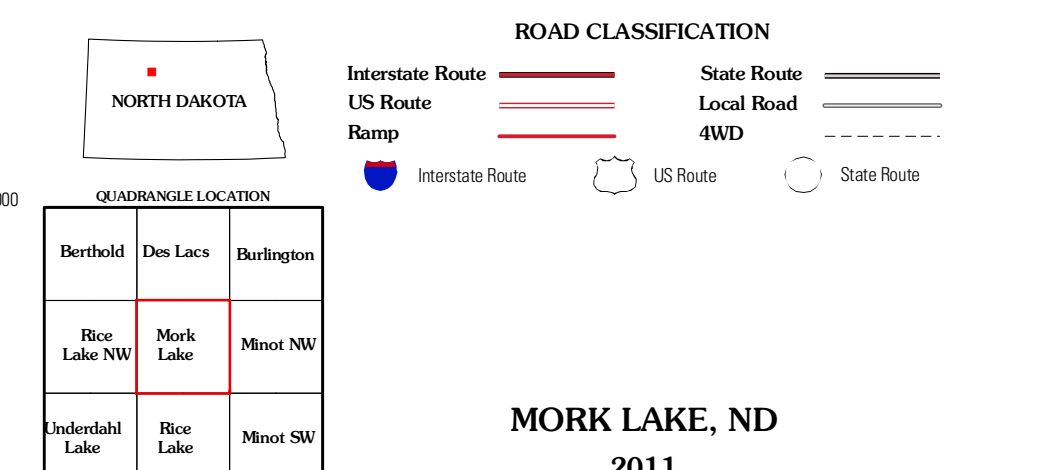 ROAD CLASSIFICATION
Interstate Route
State Route
US Route
Local Road
Ramp
4WD
Interstate Route
US Route
State Route
NORTH DAKOTA
QUADRANGLE LOCATION
Berthold
Des Lacs
Burlington
Rice
Lake NW
Mork
Lake
Minot NW
Underdahl
Lake
Rice
Lake
Minot SW
MORK LAKE, ND
2011